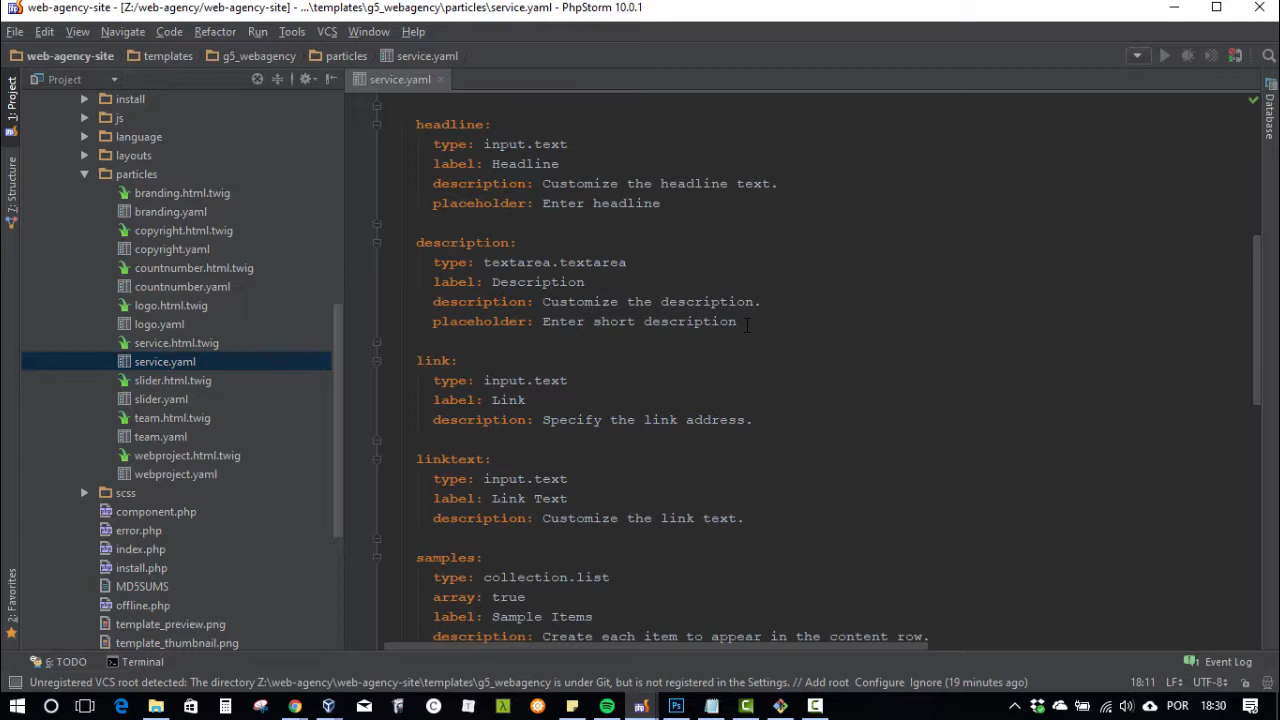 web-agency-site - [Z:/web-agency/web-agency-site] - ...\templates\g5_webagency\particles\service.yaml - PhpStorm 10.0.1
File Edit View Navigate Code Refactor Run Tools VCS Window Help
web-agency-site templates g5_webagency particles service.yaml
Project service.yaml
1: Project
7: Structure
2: Favorites
Database
install
js
language
layouts
particles
branding.html.twig
branding.yaml
copyright.html.twig
copyright.yaml
countnumber.html.twig
countnumber.yaml
logo.html.twig
logo.yaml
service.html.twig
service.yaml
slider.html.twig
slider.yaml
team.html.twig
team.yaml
webproject.html.twig
webproject.yaml
scss
component.php
error.php
index.php
install.php
MD5SUMS
offline.php
template_preview.png
template_thumbnail.png
headline:
type: input.text
label: Headline
description: Customize the headline text.
placeholder: Enter headline
description:
type: textarea.textarea
label: Description
description: Customize the description.
placeholder: Enter short description
link:
type: input.text
label: Link
description: Specify the link address.
linktext:
type: input.text
label: Link Text
description: Customize the link text.
samples:
type: collection.list
array: true
label: Sample Items
description: Create each item to appear in the content row.
6: TODO Terminal Event Log
Unregistered VCS root detected: The directory Z:\web-agency\web-agency-site\templates\g5_webagency is under Git, but is not registered in the Settings. // Add root Configure Ignore (19 minutes ago) 18:11 LF÷ UTF-8÷
POR 18:30